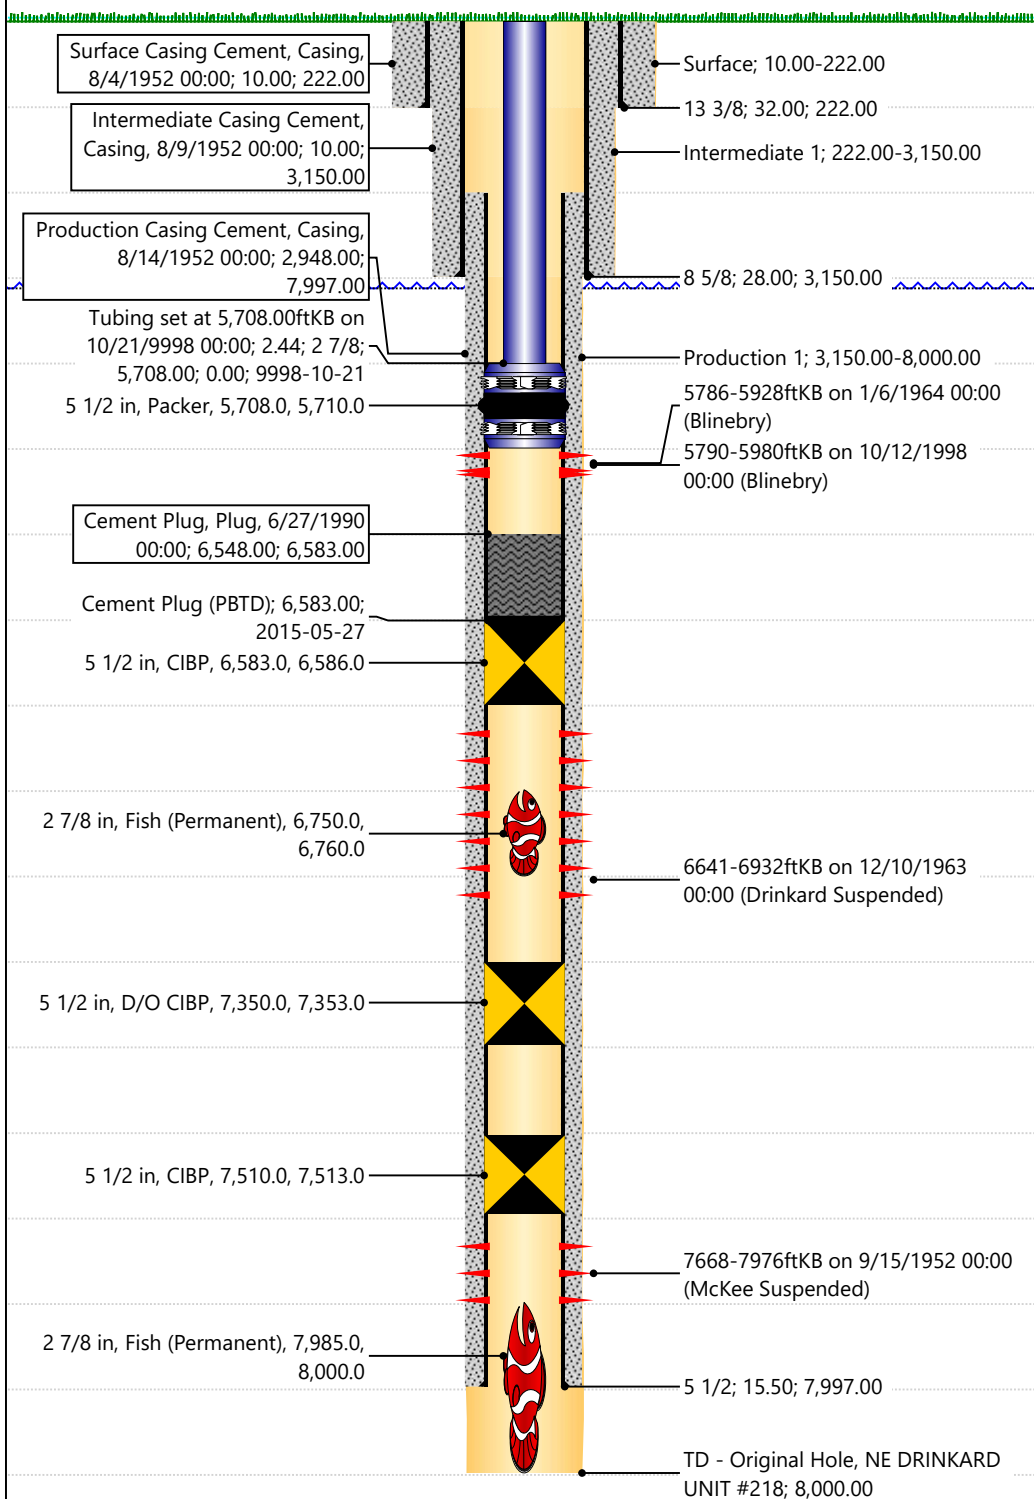 Surface Casing Cement, Casing,
8/4/1952 00:00; 10.00; 222.00
Surface; 10.00-222.00
13 3/8; 32.00; 222.00
Intermediate Casing Cement,
Casing, 8/9/1952 00:00; 10.00;
3,150.00
Intermediate 1; 222.00-3,150.00
Production Casing Cement, Casing,
8/14/1952 00:00; 2,948.00;
7,997.00
8 5/8; 28.00; 3,150.00
Tubing set at 5,708.00ftKB on
10/21/9998 00:00; 2.44; 2 7/8;
5,708.00; 0.00; 9998-10-21
Production 1; 3,150.00-8,000.00
5 1/2 in, Packer, 5,708.0, 5,710.0
5786-5928ftKB on 1/6/1964 00:00
(Blinebry)
5790-5980ftKB on 10/12/1998
00:00 (Blinebry)
Cement Plug, Plug, 6/27/1990
00:00; 6,548.00; 6,583.00
Cement Plug (PBTD); 6,583.00;
2015-05-27
5 1/2 in, CIBP, 6,583.0, 6,586.0
2 7/8 in, Fish (Permanent), 6,750.0,
6,760.0
6641-6932ftKB on 12/10/1963
00:00 (Drinkard Suspended)
5 1/2 in, D/O CIBP, 7,350.0, 7,353.0
5 1/2 in, CIBP, 7,510.0, 7,513.0
7668-7976ftKB on 9/15/1952 00:00
(McKee Suspended)
2 7/8 in, Fish (Permanent), 7,985.0,
8,000.0
5 1/2; 15.50; 7,997.00
TD - Original Hole, NE DRINKARD
UNIT #218; 8,000.00